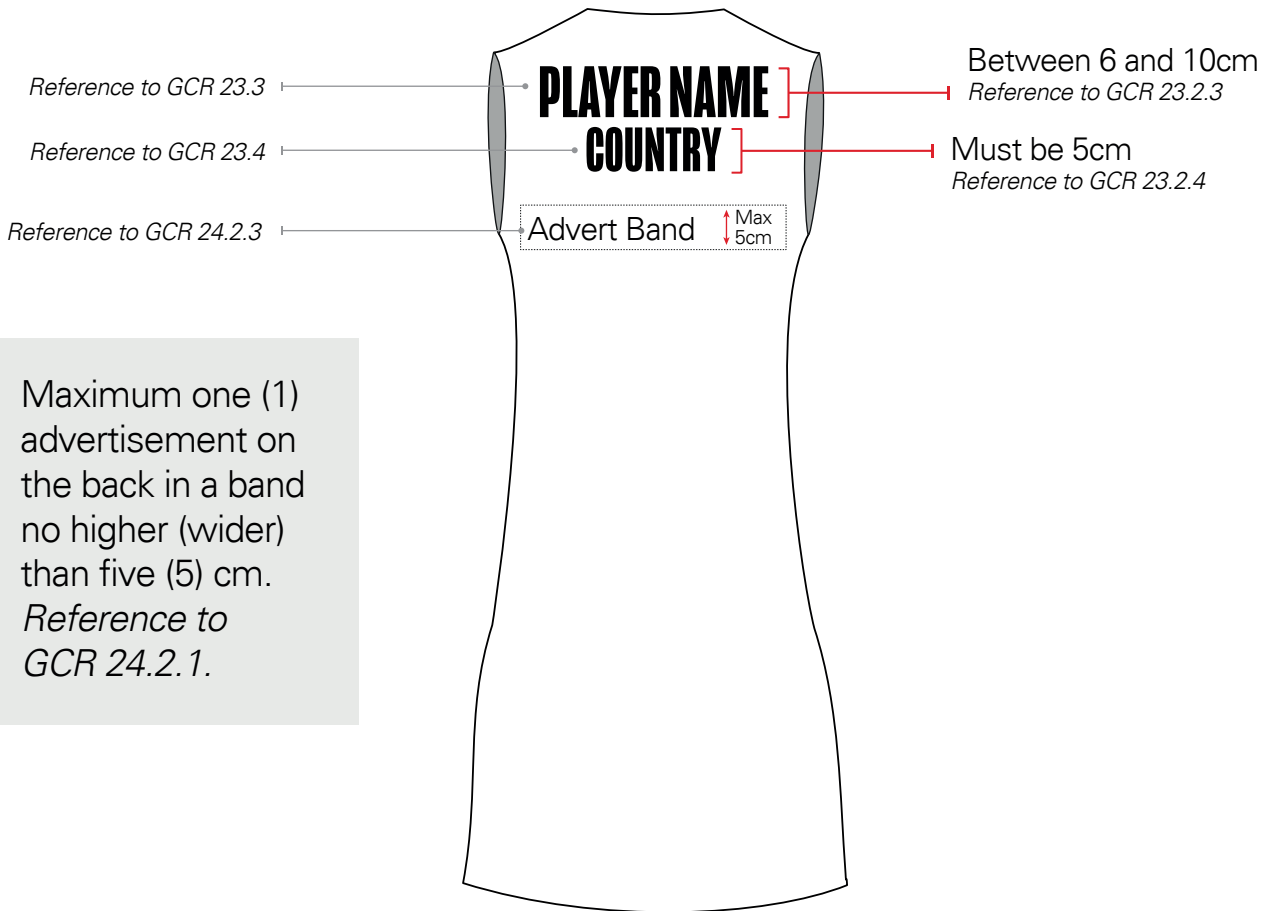 Reference to GCR 23.3
PLAYER NAME
Between 6 and 10cm
Reference to GCR 23.2.3
Reference to GCR 23.4
COUNTRY
Must be 5cm
Reference to GCR 23.2.4
Reference to GCR 24.2.3
Advert Band
Max
5cm
Maximum one (1)
advertisement on
the back in a band
no higher (wider)
than five (5) cm.
Reference to
GCR 24.2.1.